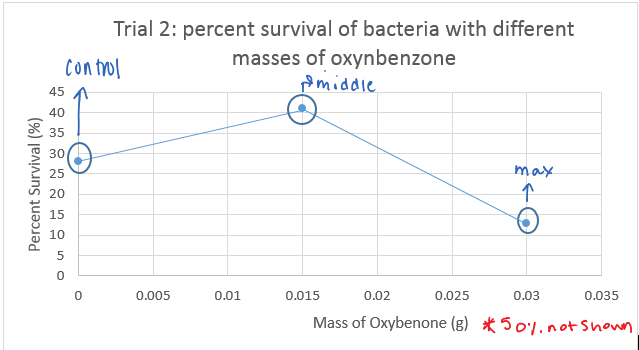 Trial 2: percent survival of bacteria with different
masses of oxynbenzone
control
middle
max
Percent Survival (%)
45
40
35
30
25
20
15
10
5
0
0
0.005
0.01
0.015
0.02
0.025
0.03
0.035
Mass of Oxybenone (g)
*50%. not shown